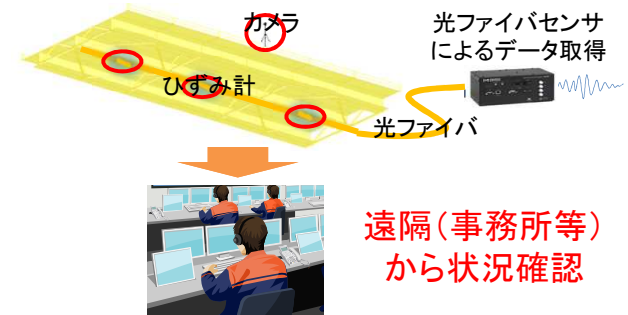 カメラ
光ファイバセンサ
によるデータ取得
ひずみ計
光ファイバ
遠隔（事務所等）
から状況確認